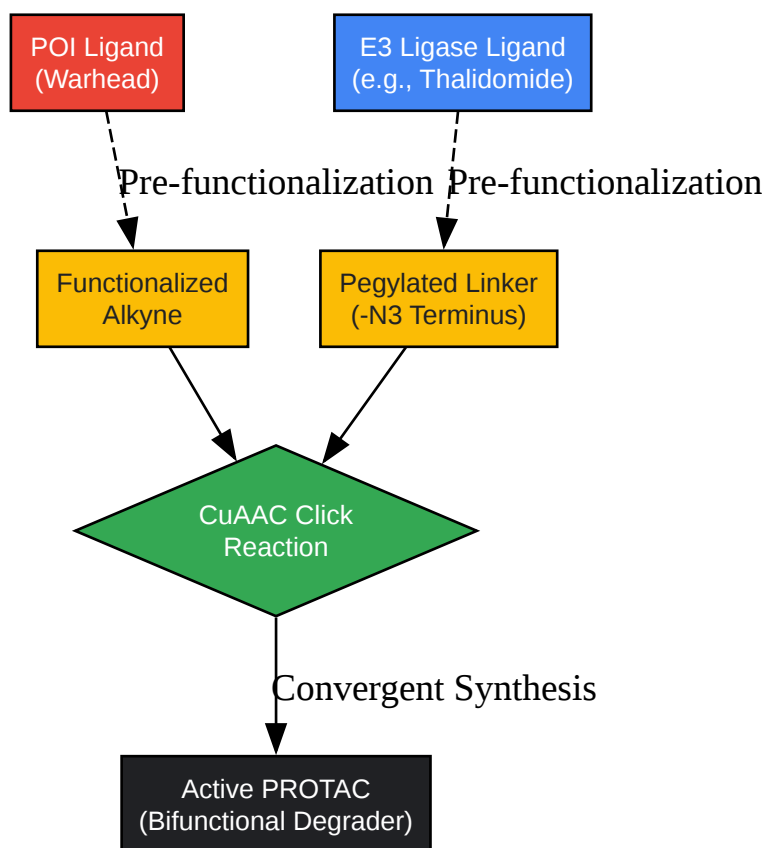 POI Ligand
(Warhead)
E3 Ligase Ligand
(e.g., Thalidomide)
Pre-functionalization
Pre-functionalization
Functionalized
Alkyne
Pegylated Linker
(-N3 Terminus)
CuAAC Click
Reaction
Convergent Synthesis
Active PROTAC
(Bifunctional Degrader)